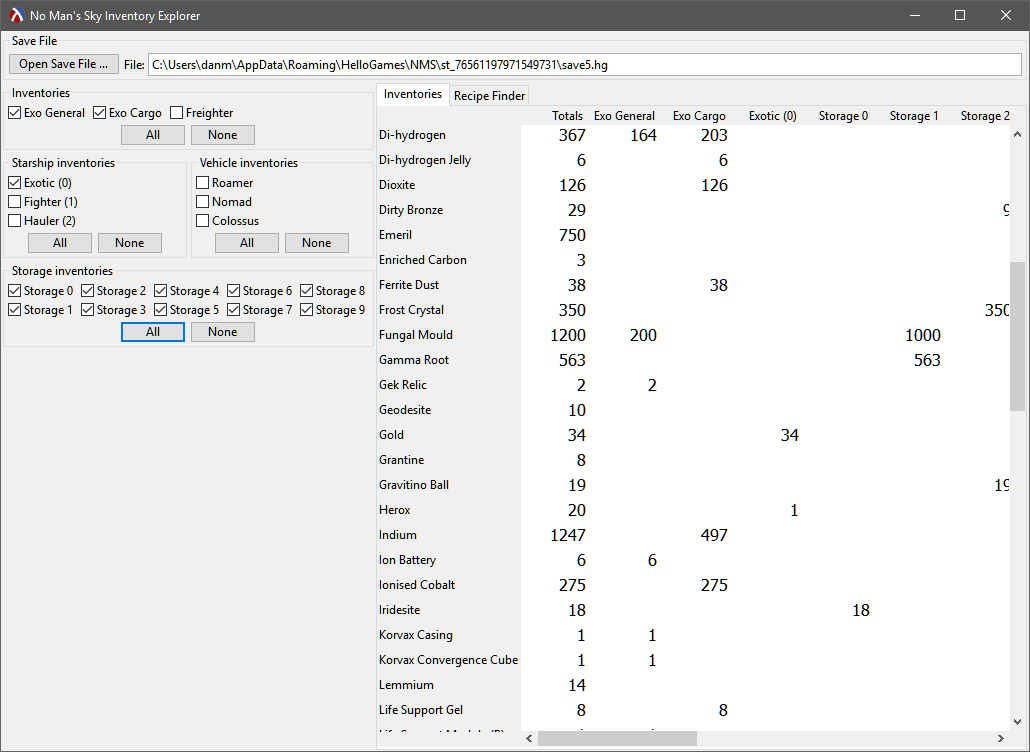 No Man's Sky Inventory Explorer
Save File
Open Save File ... File: C:\Users\danm\AppData\Roaming\HelloGames\NMS\st_76561197971549731\save5.hg
Inventories
Exo General Exo Cargo Freighter
All None
Starship inventories
Exotic (0)
Fighter (1)
Hauler (2)
All None
Vehicle inventories
Roamer
Nomad
Colossus
All None
Storage inventories
Storage 0 Storage 2 Storage 4 Storage 6 Storage 8
Storage 1 Storage 3 Storage 5 Storage 7 Storage 9
All None
Inventories Recipe Finder
Totals Exo General Exo Cargo Exotic (0) Storage 0 Storage 1 Storage 2
Di-hydrogen 367 164 203
Di-hydrogen Jelly 6 6
Dioxite 126 126
Dirty Bronze 29 9
Emeril 750
Enriched Carbon 3
Ferrite Dust 38 38
Frost Crystal 350 350
Fungal Mould 1200 200 1000
Gamma Root 563 563
Gek Relic 2 2
Geodesite 10
Gold 34 34
Grantine 8
Gravitino Ball 19 19
Herox 20 1
Indium 1247 497
Ion Battery 6 6
Ionised Cobalt 275 275
Iridesite 18 18
Korvax Casing 1 1
Korvax Convergence Cube 1 1
Lemmium 14
Life Support Gel 8 8